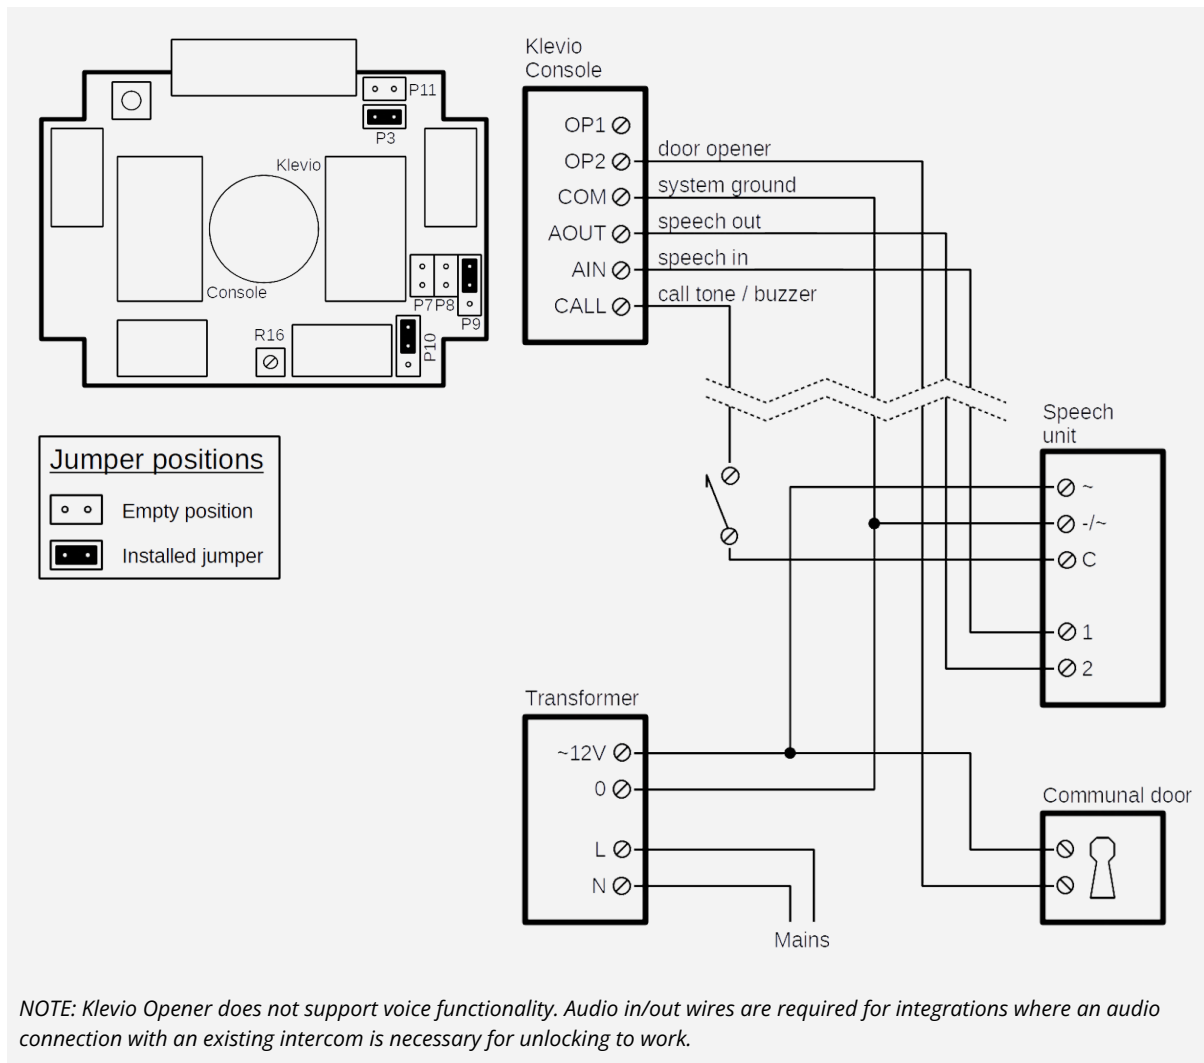 P11
P3
Klevio
Console
P7
P8
P9
P10
R16
Jumper positions
Empty position
Installed jumper
Klevio
Console
OP1
OP2
COM
AOUT
AIN
CALL
door opener
system ground
speech out
speech in
call tone / buzzer
Speech
unit
~
-/~
C
1
2
Transformer
~12V
0
L
N
Mains
Communal door
NOTE: Klevio Opener does not support voice functionality. Audio in/out wires are required for integrations where an audio
connection with an existing intercom is necessary for unlocking to work.